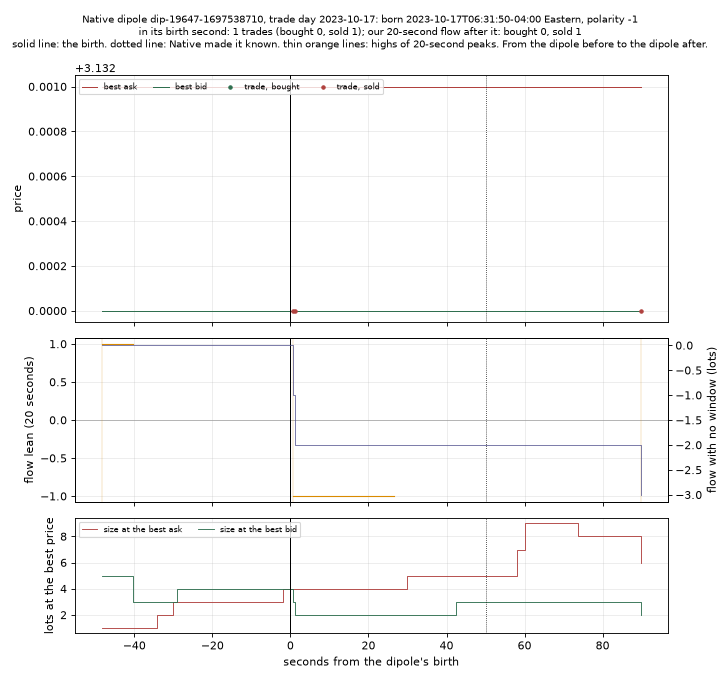 Native dipole dip-19647-1697538710, trade day 2023-10-17: born 2023-10-17T06:31:50-04:00 Eastern, polarity -1
in its birth second: 1 trades (bought 0, sold 1); our 20-second flow after it: bought 0, sold 1
solid line: the birth. dotted line: Native made it known. thin orange lines: highs of 20-second peaks. From the dipole before to the dipole after.
+3.132
best ask best bid trade, bought trade, sold
0.0010
0.0008
0.0006
0.0004
0.0002
0.0000
price
1.0
0.5
0.0
−0.5
−1.0
flow lean (20 seconds)
0.0
−0.5
−1.0
−1.5
−2.0
−2.5
−3.0
flow with no window (lots)
size at the best ask size at the best bid
8
6
4
2
lots at the best price
−40 −20 0 20 40 60 80
seconds from the dipole's birth